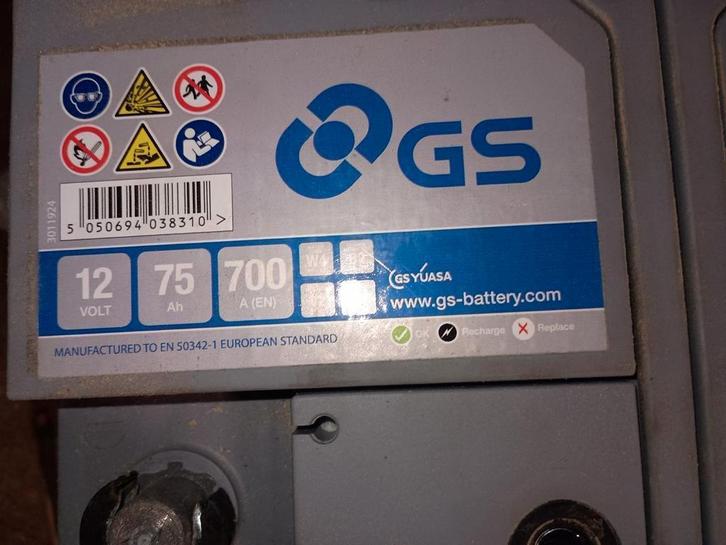 GS
3011924
5 050694 038310 >
12
VOLT
75
Ah
700
A (EN)
W4
GS YUASA
www.gs-battery.com
OK Recharge Replace
MANUFACTURED TO EN 50342-1 EUROPEAN STANDARD